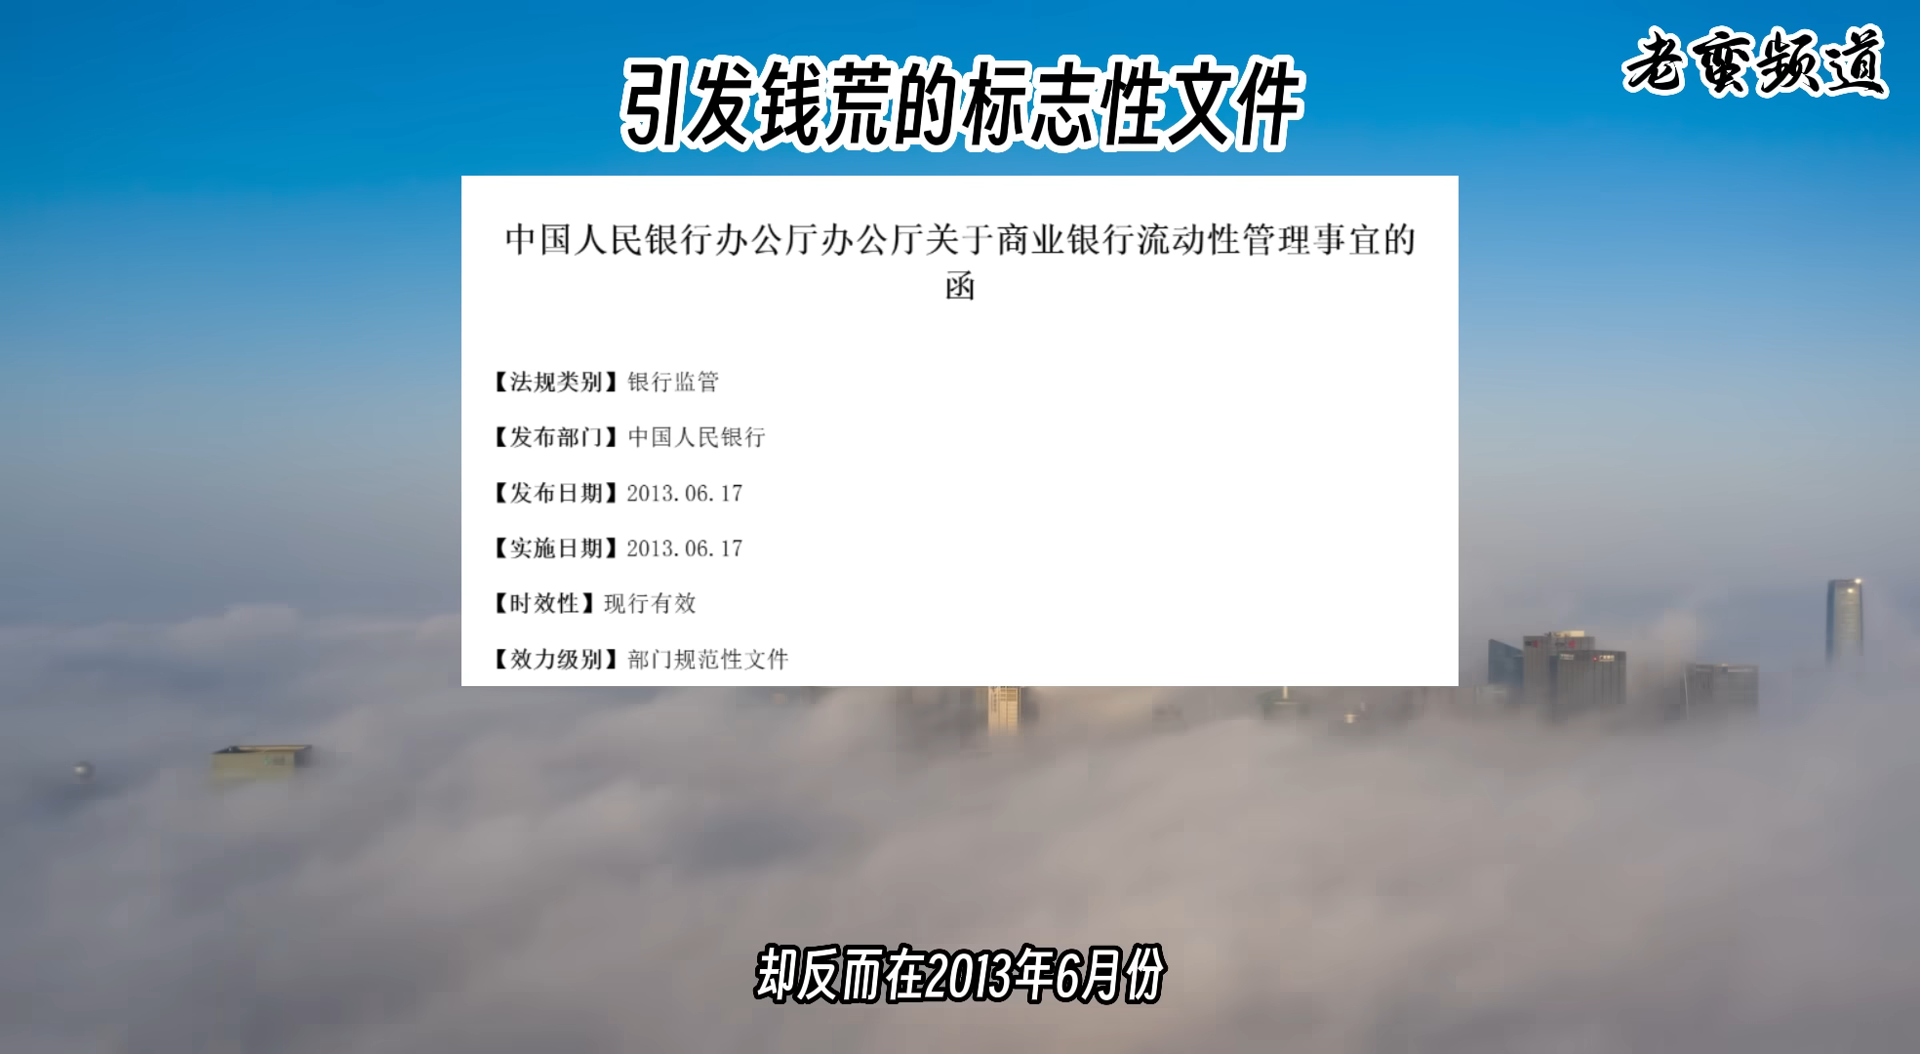 老蛮频道
引发钱荒的标志性文件
中国人民银行办公厅办公厅关于商业银行流动性管理事宜的
函
【法规类别】银行监管
【发布部门】中国人民银行
【发布日期】2013.06.17
【实施日期】2013.06.17
【时效性】现行有效
【效力级别】部门规范性文件
却反而在2013年6月份